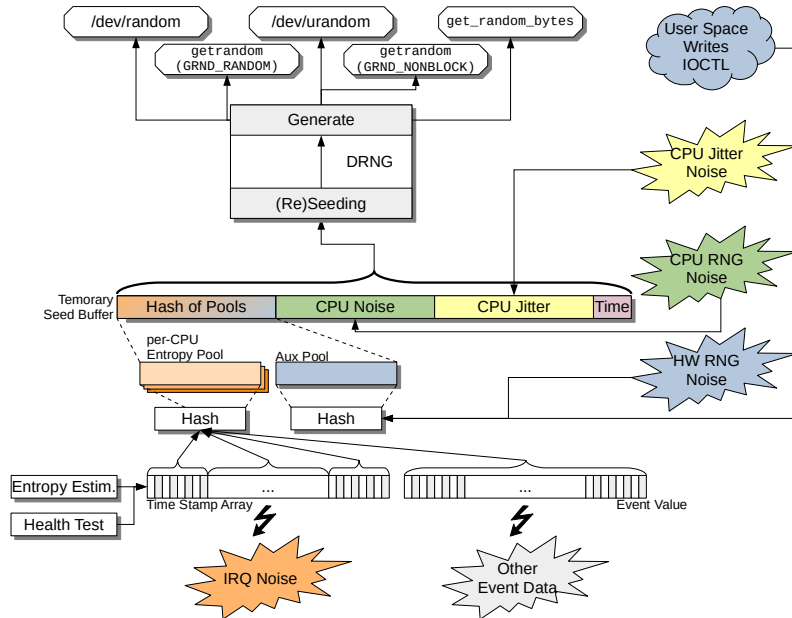 /dev/random
/dev/urandom
get_random_bytes
User Space
Writes
IOCTL
getrandom
(GRND_RANDOM)
getrandom
(GRND_NONBLOCK)
Generate
DRNG
(Re)Seeding
CPU Jitter
Noise
CPU RNG
Noise
Temorary
Seed Buffer
Hash of Pools
CPU Noise
CPU Jitter
Time
per-CPU
Entropy Pool
Aux Pool
HW RNG
Noise
Hash
Hash
Entropy Estim.
...
...
Time Stamp Array
Event Value
Health Test
IRQ Noise
Other
Event Data